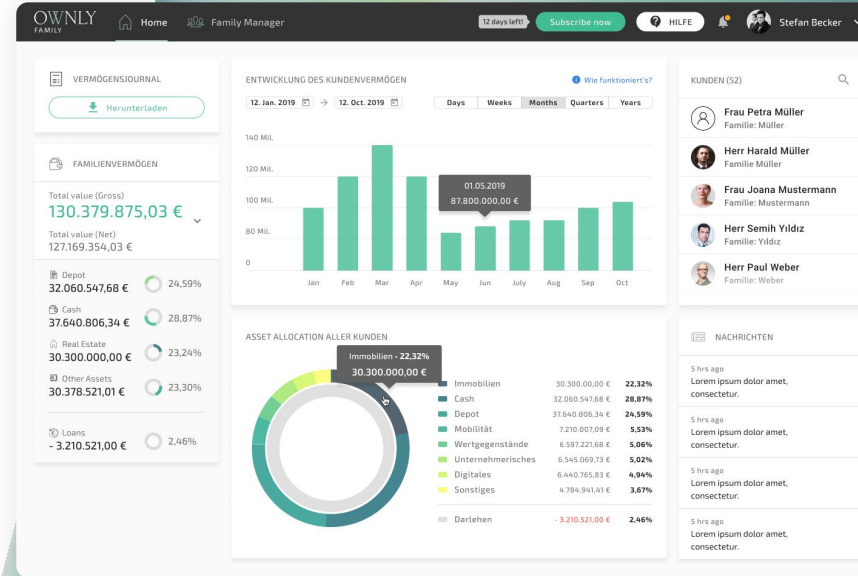 OWNLY
FAMILY
Home
Family Manager
12 days left!
Subscribe now
HILFE
Stefan Becker
VERMÖGENSJOURNAL
Herunterladen
FAMILIENVERMÖGEN
Total value (Gross)
130.379.875,03 €
Total value (Net)
127.169.354,03 €
Depot
32.060.547,68 €
24,59%
Cash
37.640.806,34 €
28,87%
Real Estate
30.300.000,00 €
23,24%
Other Assets
30.378.521,01 €
23,30%
Loans
- 3.210.521,00 €
2,46%
ENTWICKLUNG DES KUNDENVERMÖGEN
Wie funktioniert's?
12. Jan. 2019 → 12. Oct. 2019
Days Weeks Months Quarters Years
140 Mil.
120 Mil.
100 Mil.
80 Mil.
0
01.05.2019
87.800.000,00 €
Jan Feb Mar Apr May Jun July Aug Sep Oct
ASSET ALLOCATION ALLER KUNDEN
Immobilien - 22,32%
30.300.000,00 €
Immobilien 30.300.00,00 € 22,32%
Cash 32.060.547,68 € 28,87%
Depot 37.640.806,34 € 24,59%
Mobilität 7.210.007,09 € 5,53%
Wertgegenstände 6.597.221,68 € 5,06%
Unternehmerisches 6.545.069,73 € 5,02%
Digitales 6.440.765,83 € 4,94%
Sonstiges 4.784.941,41 € 3,67%
Darlehen - 3.210.521,00 € 2,46%
KUNDEN (52)
Frau Petra Müller
Familie: Müller
Herr Harald Müller
Familie Müller
Frau Joana Mustermann
Familie: Mustermann
Herr Semih Yıldız
Familie: Yıldız
Herr Paul Weber
Familie: Weber
NACHRICHTEN
5 hrs ago
Lorem ipsum dolor amet,
consectetur.
5 hrs ago
Lorem ipsum dolor amet,
consectetur.
5 hrs ago
Lorem ipsum dolor amet,
consectetur.
5 hrs ago
Lorem ipsum dolor amet,
consectetur.